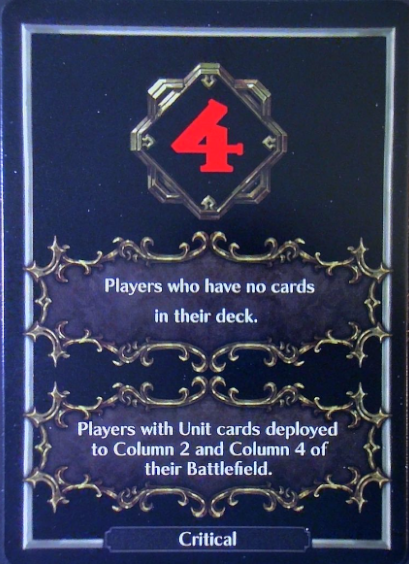 4
Players who have no cards
in their deck.
Players with Unit cards deployed
to Column 2 and Column 4 of
their Battlefield.
Critical